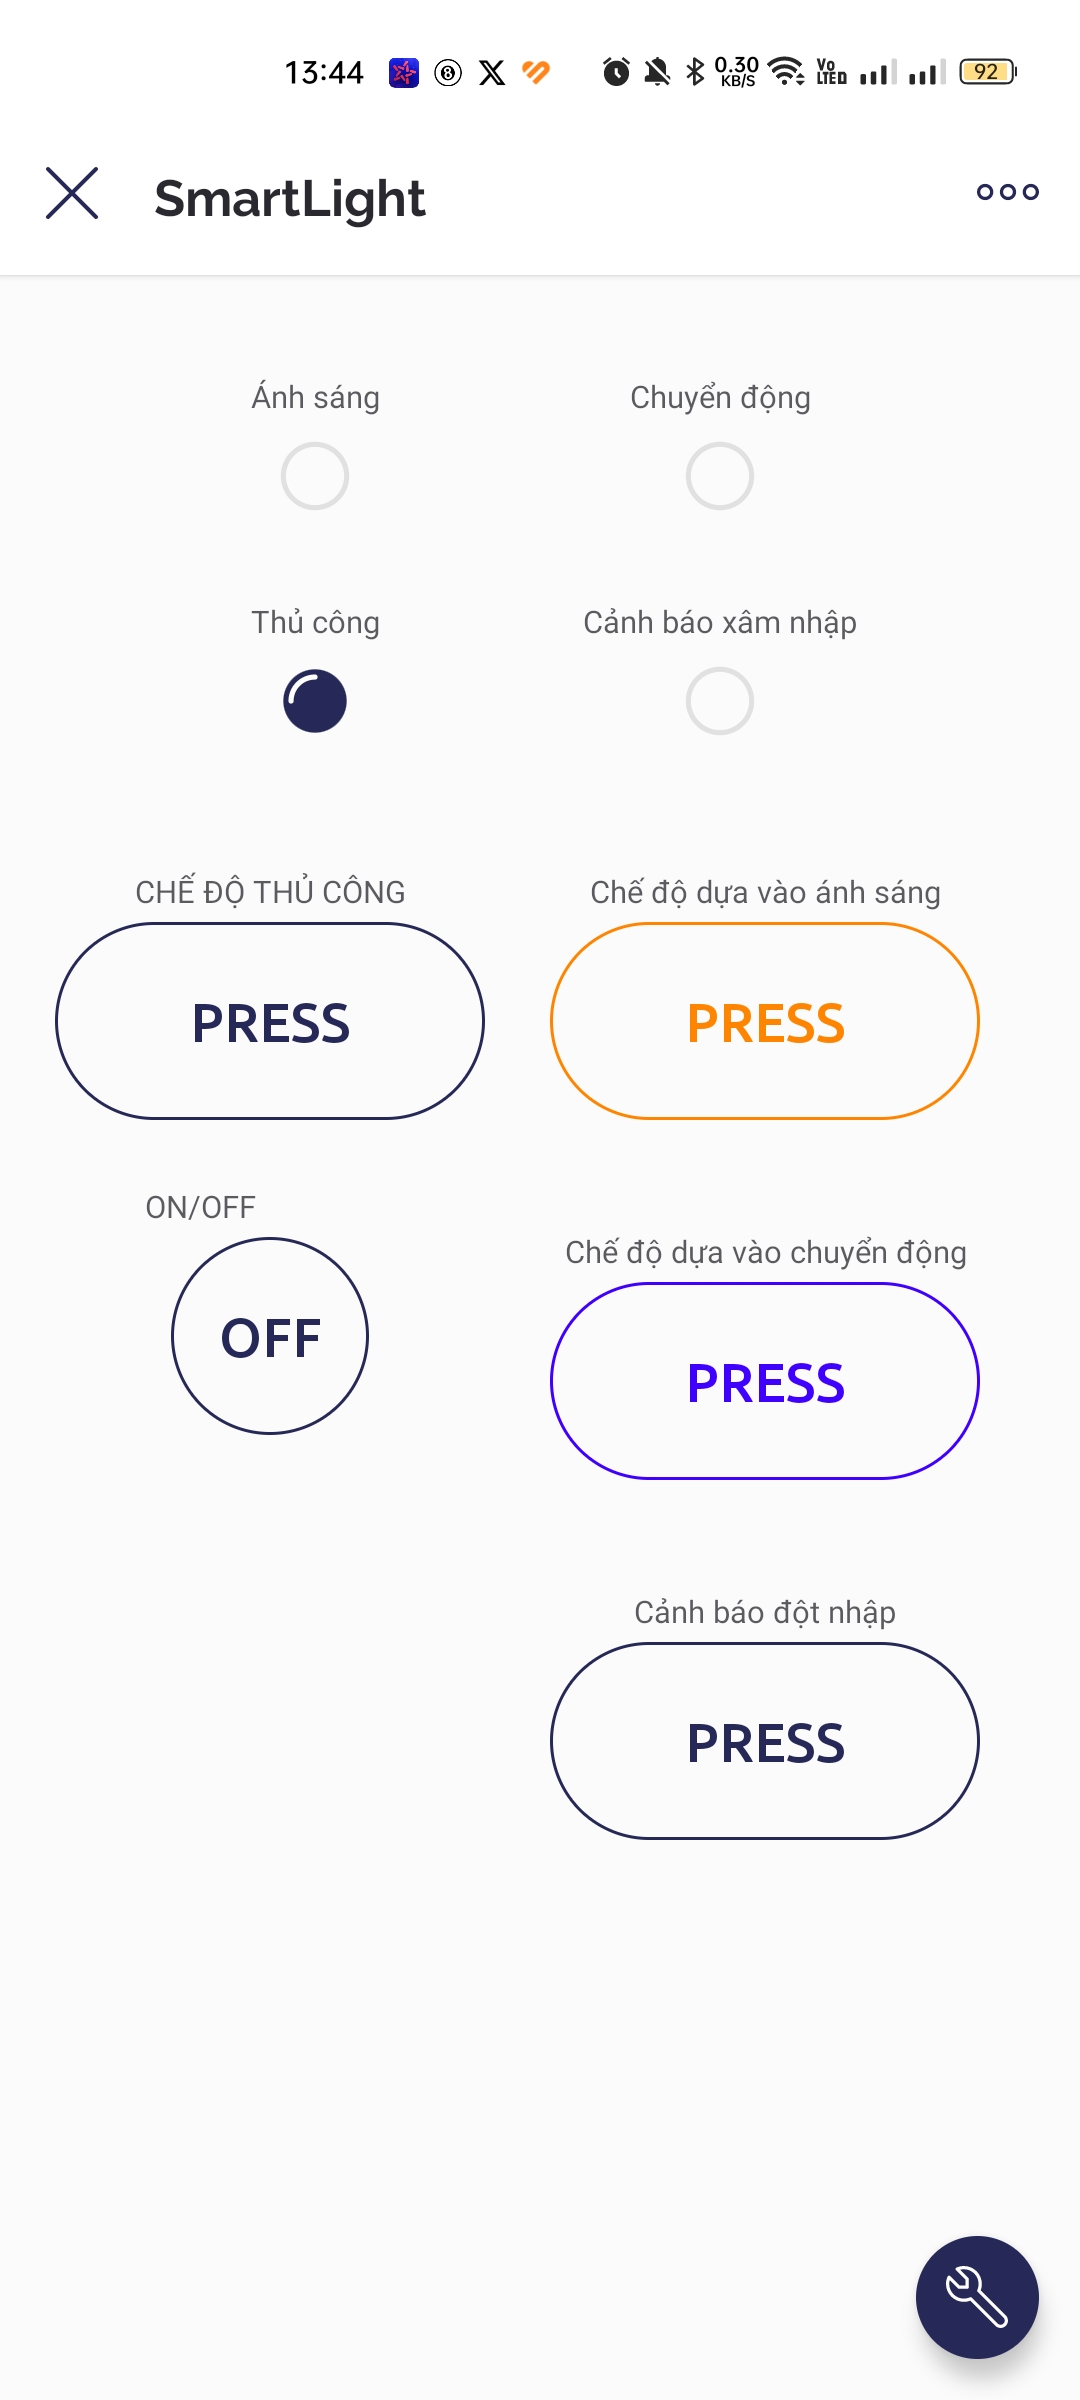 13:44
0.30
KB/S
Vo
LTED
92
SmartLight
Ánh sáng
Chuyển động
Thủ công
Cảnh báo xâm nhập
CHẾ ĐỘ THỦ CÔNG
Chế độ dựa vào ánh sáng
PRESS
PRESS
ON/OFF
Chế độ dựa vào chuyển động
OFF
PRESS
Cảnh báo đột nhập
PRESS